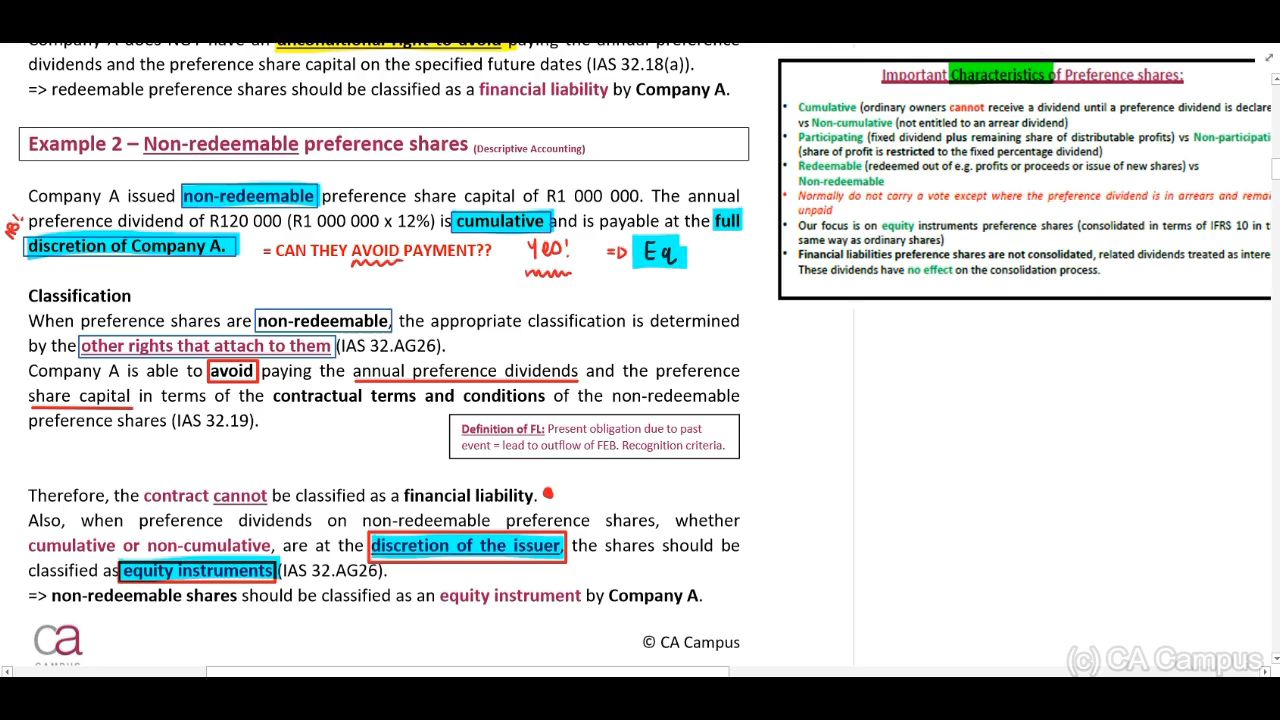 Company A does NOT have an unconditional right to avoid paying the annual preference
dividends and the preference share capital on the specified future dates (IAS 32.18(a)).
=> redeemable preference shares should be classified as a financial liability by Company A.
Example 2 – Non-redeemable preference shares (Descriptive Accounting)
Company A issued non-redeemable preference share capital of R1 000 000. The annual
preference dividend of R120 000 (R1 000 000 x 12%) is cumulative and is payable at the full
discretion of Company A.
= CAN THEY AVOID PAYMENT?? Yes! => Eq
Classification
When preference shares are non-redeemable, the appropriate classification is determined
by the other rights that attach to them (IAS 32.AG26).
Company A is able to avoid paying the annual preference dividends and the preference
share capital in terms of the contractual terms and conditions of the non-redeemable
preference shares (IAS 32.19).
Definition of FL: Present obligation due to past
event = lead to outflow of FEB. Recognition criteria.
Therefore, the contract cannot be classified as a financial liability.
Also, when preference dividends on non-redeemable preference shares, whether
cumulative or non-cumulative, are at the discretion of the issuer, the shares should be
classified as equity instruments (IAS 32.AG26).
=> non-redeemable shares should be classified as an equity instrument by Company A.
ca
CAMPUS
© CA Campus
Important Characteristics of Preference shares:
• Cumulative (ordinary owners cannot receive a dividend until a preference dividend is declare
vs Non-cumulative (not entitled to an arrear dividend)
• Participating (fixed dividend plus remaining share of distributable profits) vs Non-participati
(share of profit is restricted to the fixed percentage dividend)
• Redeemable (redeemed out of e.g. profits or proceeds or issue of new shares) vs
Non-redeemable
• Normally do not carry a vote except where the preference dividend is in arrears and remai
unpaid
• Our focus is on equity instruments preference shares (consolidated in terms of IFRS 10 in t
same way as ordinary shares)
• Financial liabilities preference shares are not consolidated, related dividends treated as intere
These dividends have no effect on the consolidation process.
(c) CA Campus